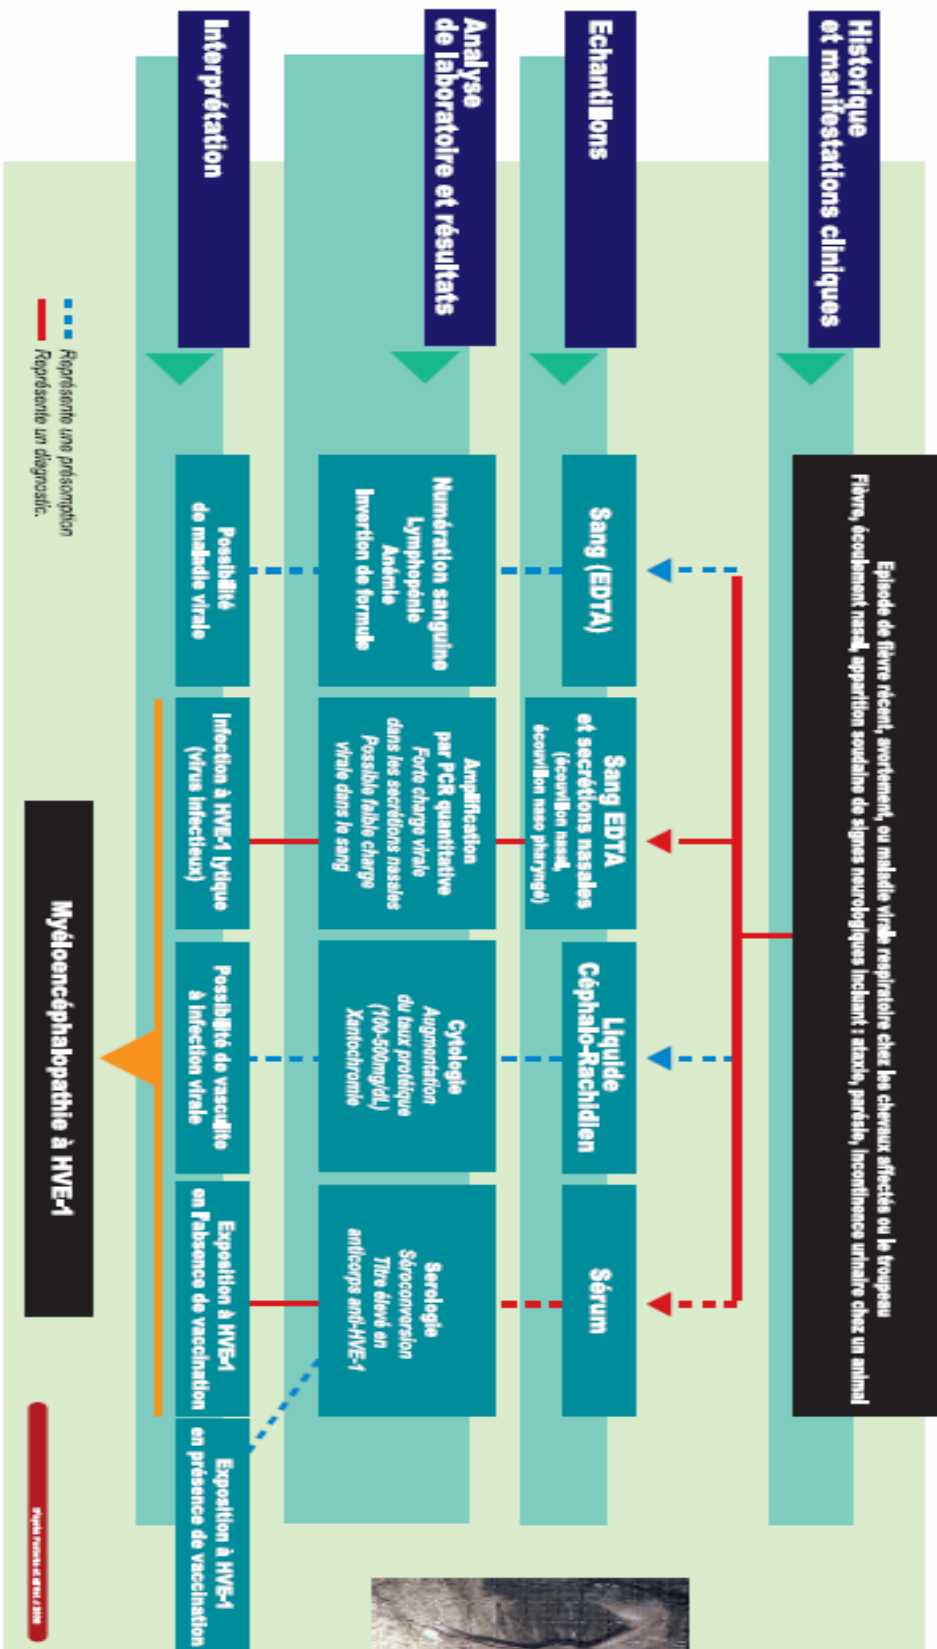 Historique
et manifestations cliniques
Episode de fièvre récent, avortement, ou maladie virale respiratoire chez les chevaux affectés ou le troupeau
Fièvre, écoulement nasal, apparition soudaine de signes neurologiques incluant : ataxie, parésie, incontinence urinaire chez un animal
Echantillons
Sang (EDTA)
Sang EDTA
et secrétions nasales
(écouvillon nasal,
écouvillon naso pharyngé)
Liquide
Céphalo-Rachidien
Sérum
Analyse
de laboratoire et résultats
Numération sanguine
Lymphopénie
Anémie
Invertion de formule
Amplification
par PCR quantitative
Forte charge virale
dans les secrétions nasales
Possible faible charge
virale dans le sang
Cytologie
Augmentation
du taux protéique
(100-500mg/dL)
Xantochromie
Serologie
Séroconversion
Titre élevé en
anticorps anti-HVE-1
Interprétation
Possibilité
de maladie virale
Infection à HVE-1 lytique
(virus infectieux)
Possibilité de vasculite
à infection virale
Exposition à HVE-1
en l'absence de vaccination
Exposition à HVE-1
en présence de vaccination
Représente une présomption
Représente un diagnostic.
Myéloencéphalopathie à HVE-1